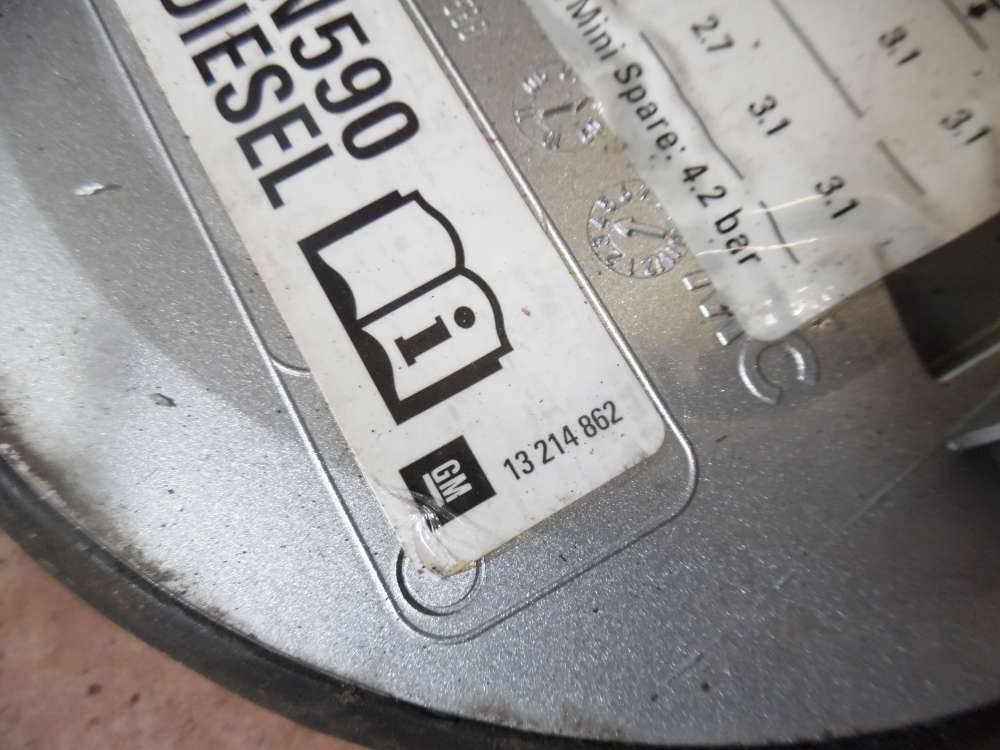 N590
DIESEL
i
GM
13 214 862
2.7
3.1
3.1
3.1
3.1
Mini Spare: 4.2 bar